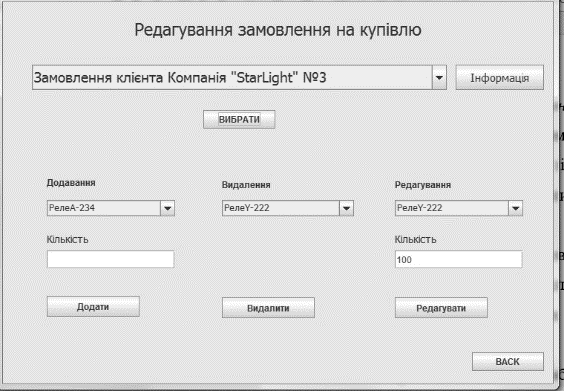 Редагування замовлення на купівлю
Замовлення клієнта Компанія "StarLight" №3
Інформація
ВИБРАТИ
Додавання Видалення Редагування
РелеА-234 РелеY-222 РелеY-222
Кількість Кількість
100
Додати Видалити Редагувати
BACK